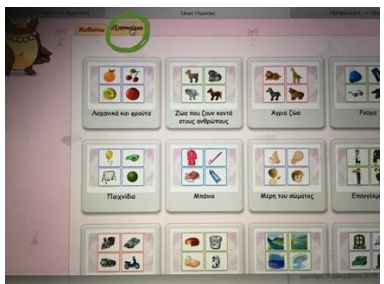 Ξένες Γλώσσες
Μαθαίνω
Εξασκούμαι
Λαχανικά και φρούτα
Ζώα που ζουν κοντά
στους ανθρώπους
Άγρια ζώα
Ρούχα
Παιχνίδια
Μπάνιο
Μέρη του σώματος
Επαγγέλμα